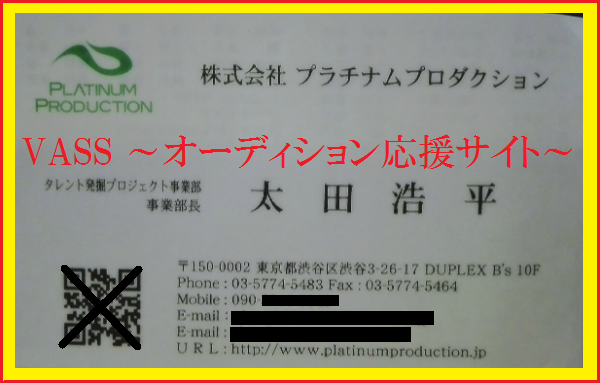 PLATINUM
PRODUCTION
株式会社 プラチナムプロダクション
VASS ～オーディション応援サイト～
タレント発掘プロジェクト事業部
事業部長
太田浩平
〒150-0002 東京都渋谷区渋谷3-26-17 DUPLEX B's 10F
Phone : 03-5774-5483 Fax : 03-5774-5464
Mobile : 090-
E-mail :
E-mail :
URL : http://www.platinumproduction.jp